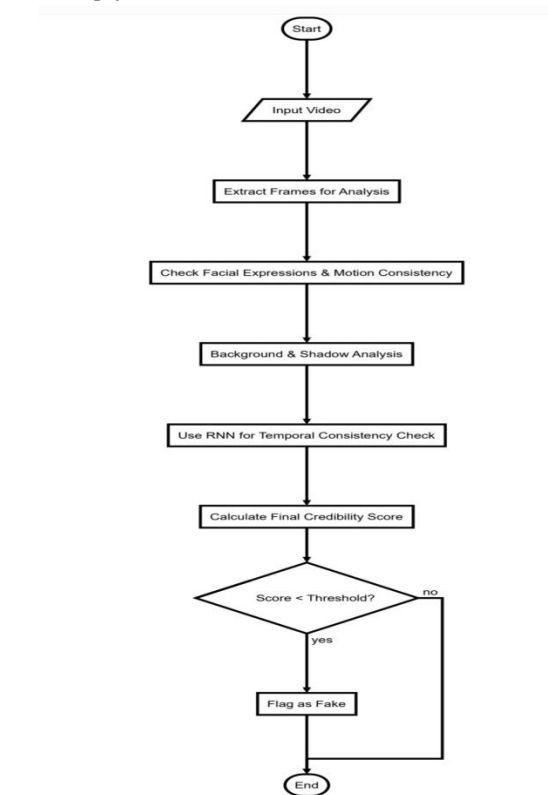 Start
Input Video
Extract Frames for Analysis
Check Facial Expressions & Motion Consistency
Background & Shadow Analysis
Use RNN for Temporal Consistency Check
Calculate Final Credibility Score
Score < Threshold?
no
yes
Flag as Fake
End